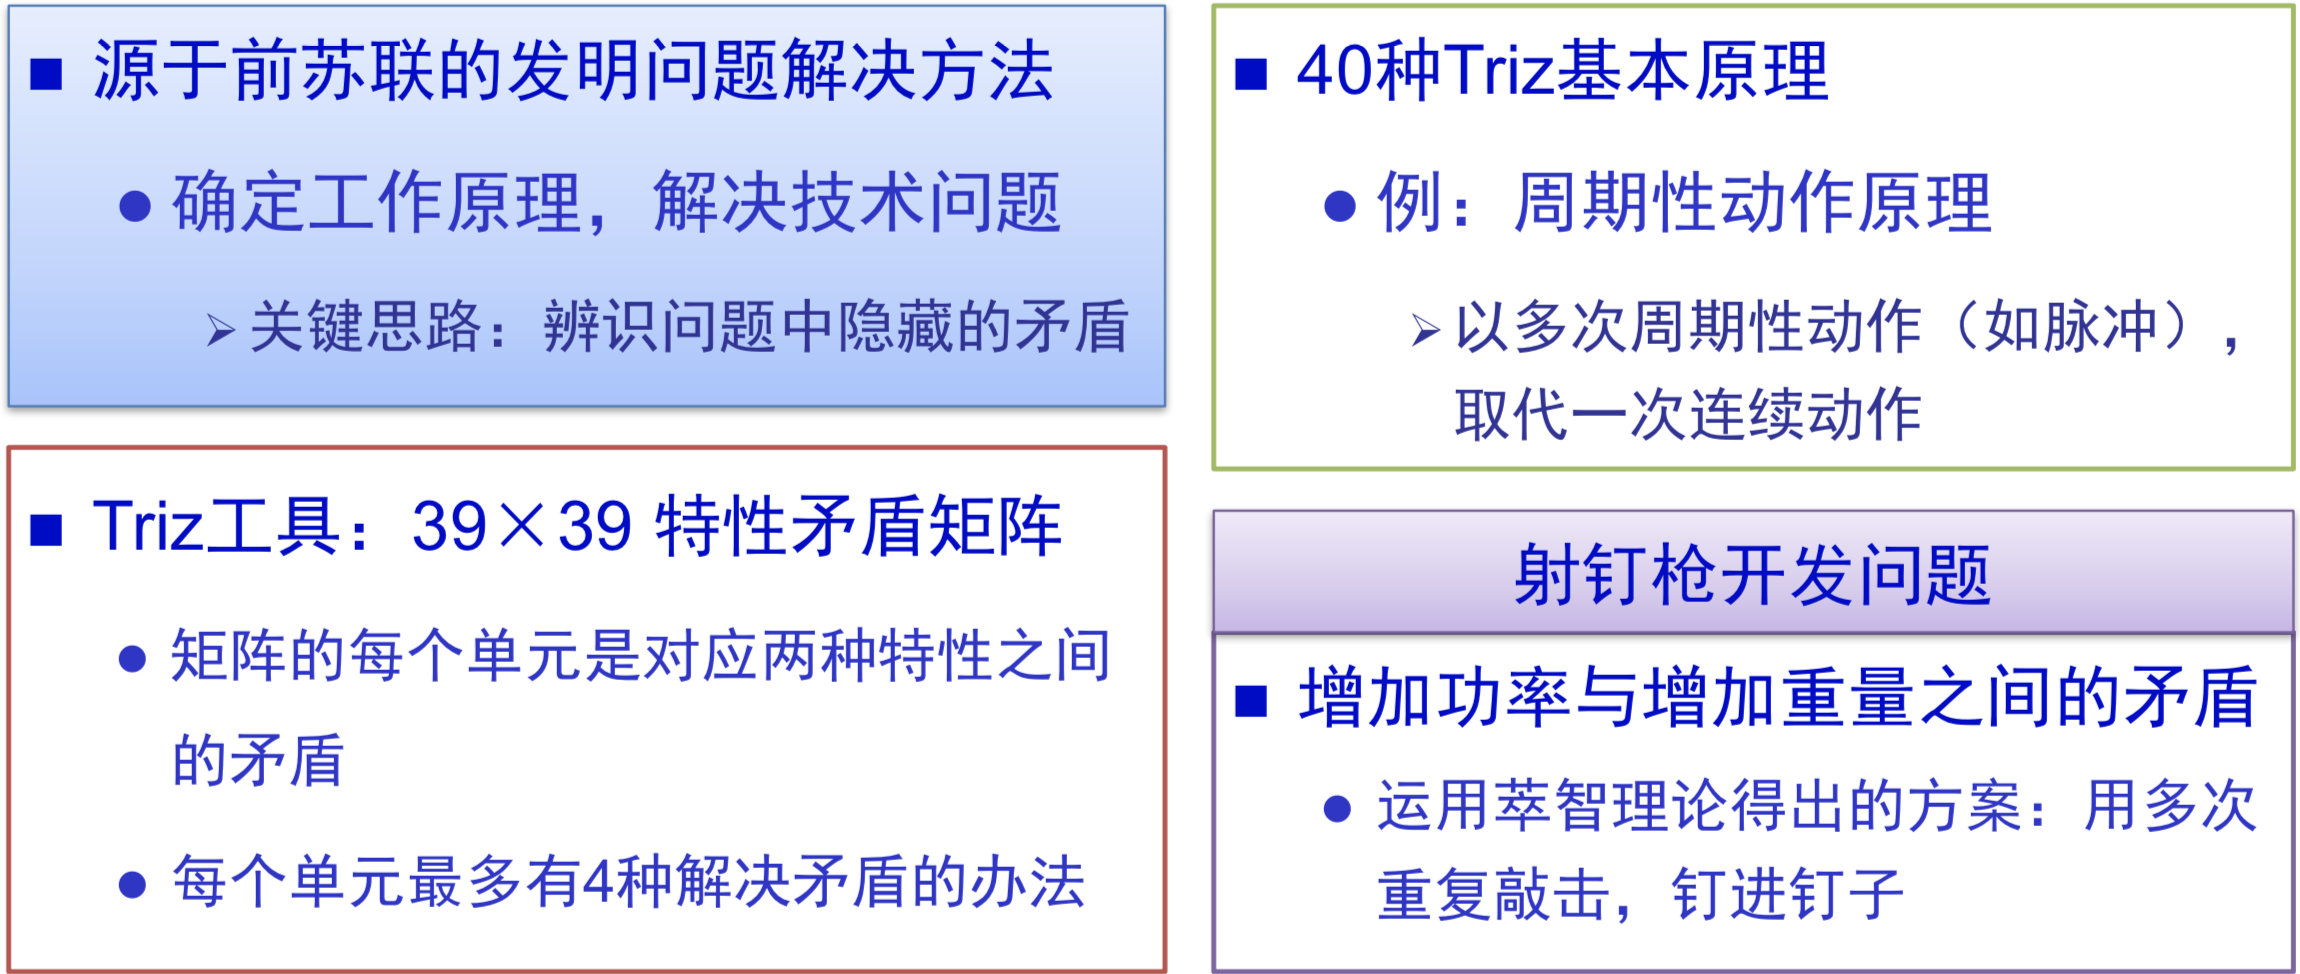 ■ 源于前苏联的发明问题解决方法
● 确定工作原理，解决技术问题
➢ 关键思路：辨识问题中隐藏的矛盾
■ Triz工具：39×39 特性矛盾矩阵
● 矩阵的每个单元是对应两种特性之间
的矛盾
● 每个单元最多有4种解决矛盾的办法
■ 40种Triz基本原理
● 例：周期性动作原理
➢ 以多次周期性动作（如脉冲），
取代一次连续动作
射钉枪开发问题
■ 增加功率与增加重量之间的矛盾
● 运用萃智理论得出的方案：用多次
重复敲击，钉进钉子